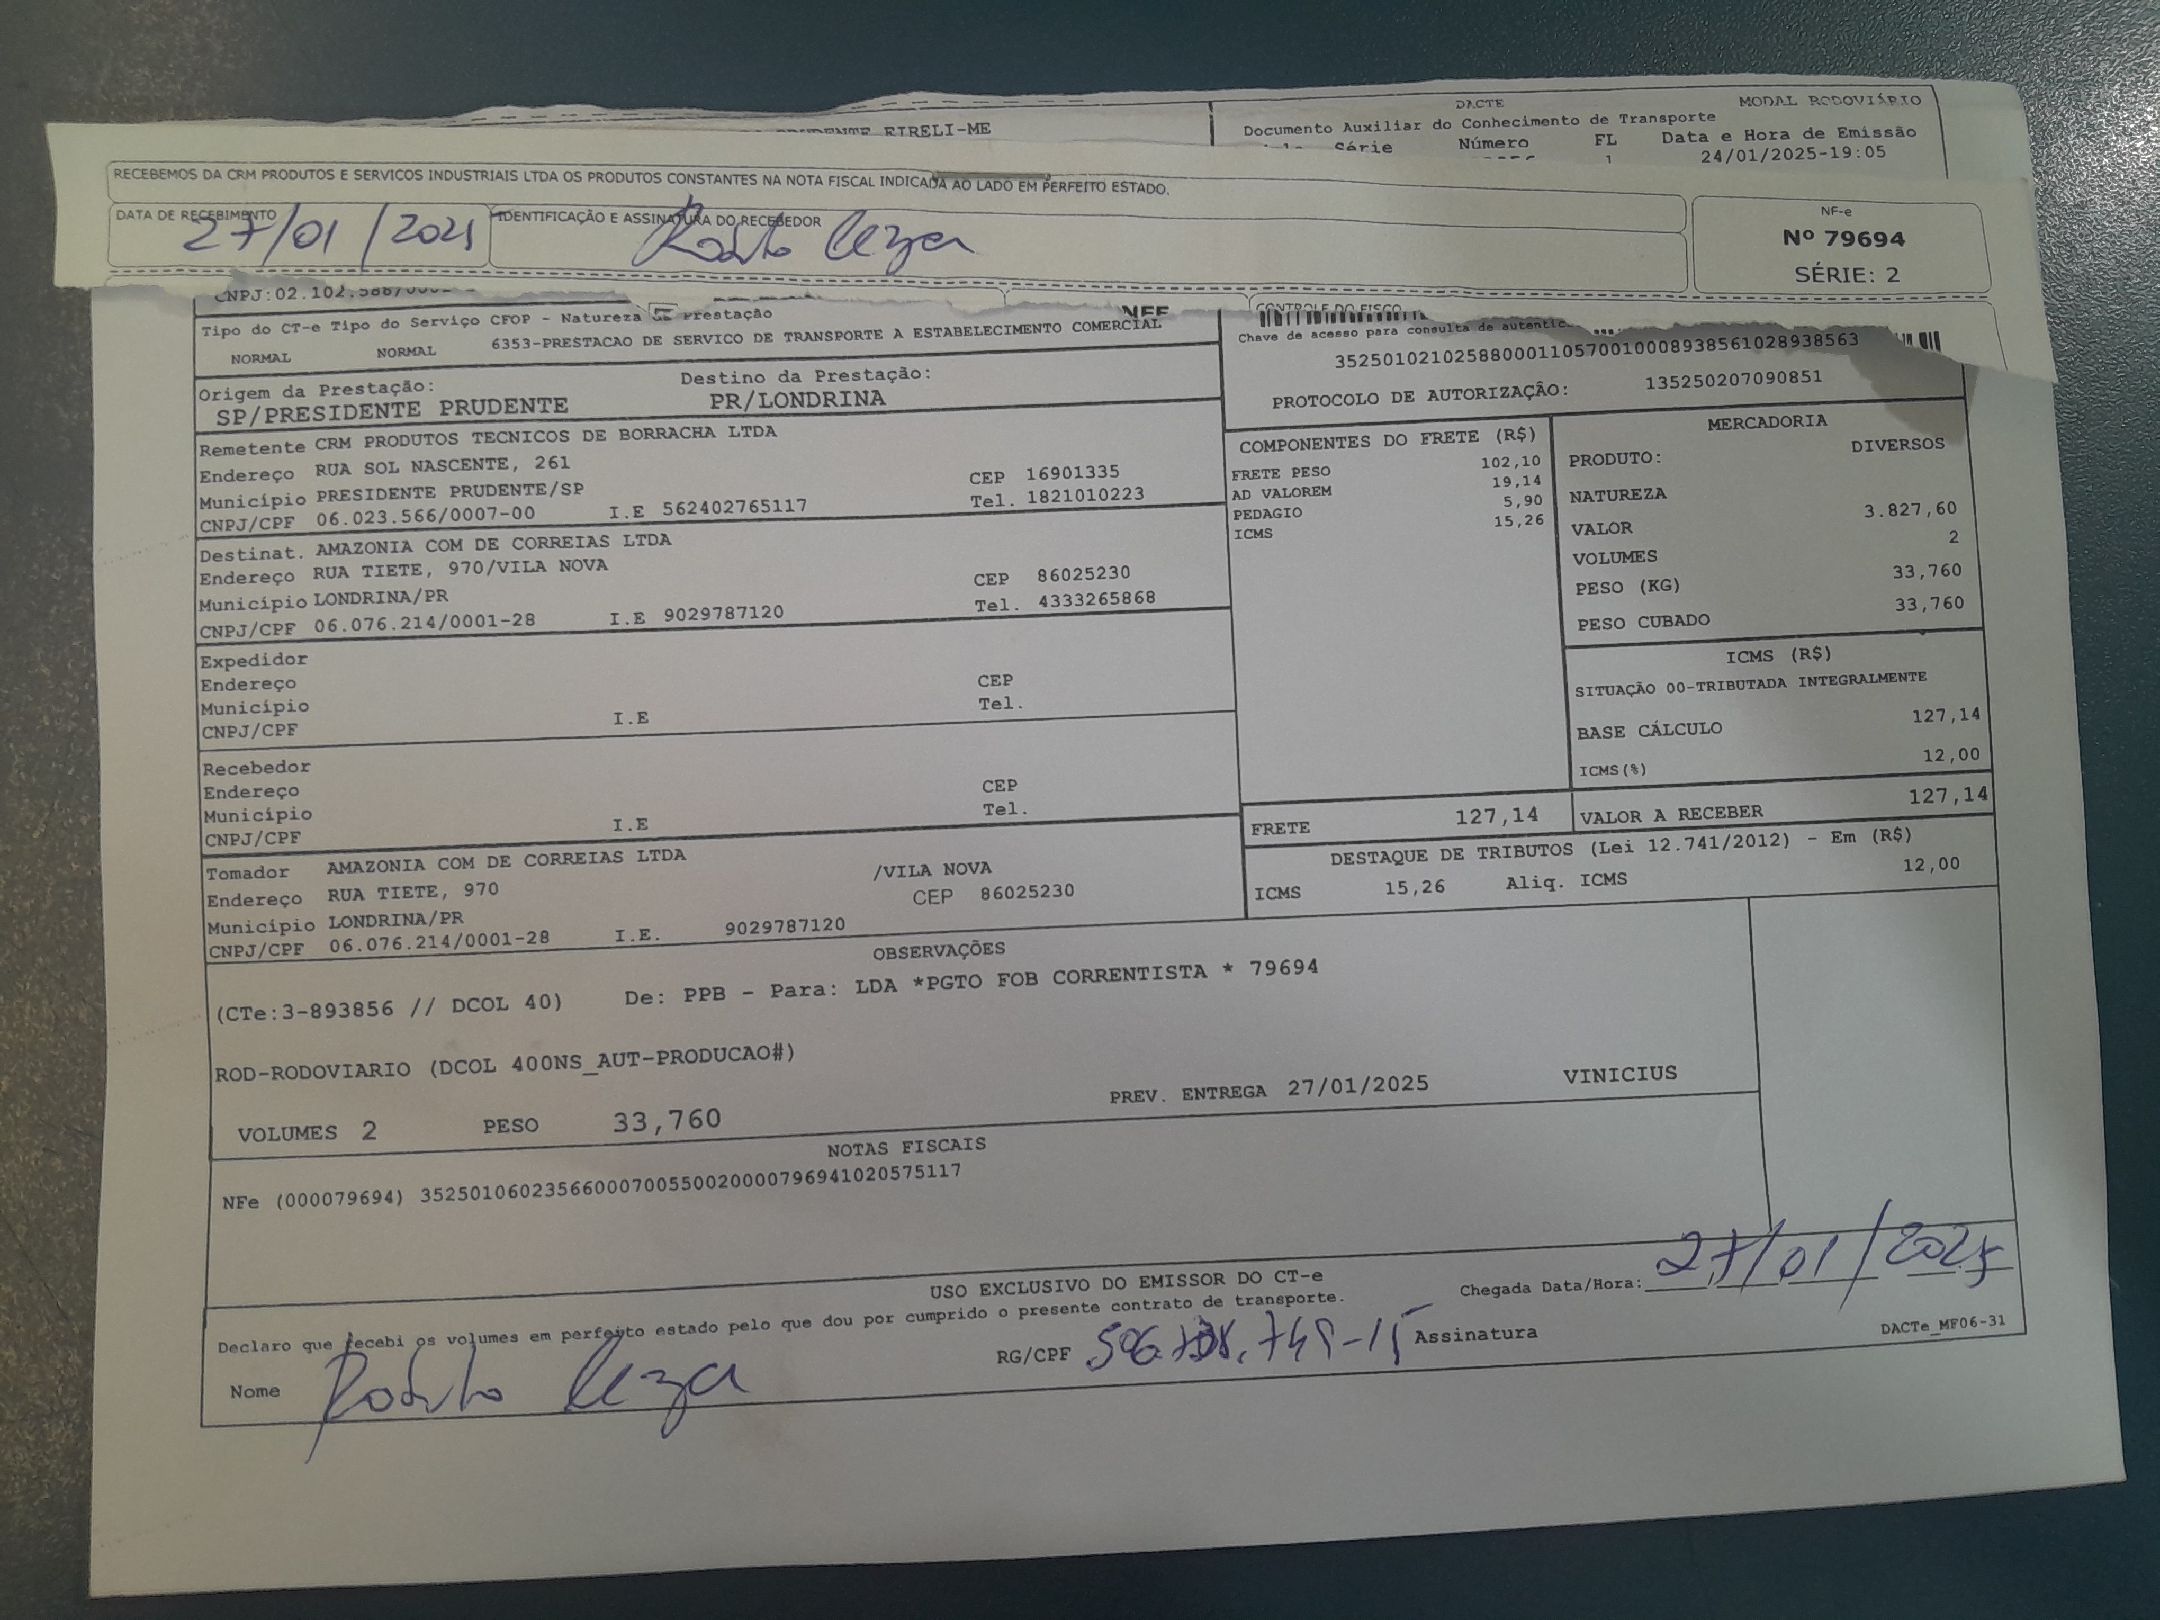 EIRELI-ME
DACTE
MODAL RODOVIÁRIO
Documento Auxiliar do Conhecimento de Transporte
Série Número FL Data e Hora de Emissão
1 24/01/2025-19:05
RECEBEMOS DA CRM PRODUTOS E SERVICOS INDUSTRIAIS LTDA OS PRODUTOS CONSTANTES NA NOTA FISCAL INDICADA AO LADO EM PERFEITO ESTADO.
DATA DE RECEBIMENTO
27/01/2025
IDENTIFICAÇÃO E ASSINATURA DO RECEBEDOR
NF-e
Nº 79694
SÉRIE: 2
CNPJ:02.102.588/
CONTROLE DO FISCO
Tipo do CT-e Tipo do Serviço CFOP - Natureza Prestação
NORMAL NORMAL 6353-PRESTACAO DE SERVICO DE TRANSPORTE A ESTABELECIMENTO COMERCIAL
Chave de acesso para consulta de autentic
35250102102588000110570010008938561028938563
PROTOCOLO DE AUTORIZAÇÃO: 135250207090851
Origem da Prestação: Destino da Prestação:
SP/PRESIDENTE PRUDENTE PR/LONDRINA
Remetente CRM PRODUTOS TECNICOS DE BORRACHA LTDA
Endereço RUA SOL NASCENTE, 261 CEP 16901335
Município PRESIDENTE PRUDENTE/SP Tel. 1821010223
CNPJ/CPF 06.023.566/0007-00 I.E 562402765117
Destinat. AMAZONIA COM DE CORREIAS LTDA
Endereço RUA TIETE, 970/VILA NOVA CEP 86025230
Município LONDRINA/PR Tel. 4333265868
CNPJ/CPF 06.076.214/0001-28 I.E 9029787120
Expedidor
Endereço CEP
Município Tel.
CNPJ/CPF I.E
Recebedor
Endereço CEP
Município Tel.
CNPJ/CPF I.E
Tomador AMAZONIA COM DE CORREIAS LTDA /VILA NOVA
Endereço RUA TIETE, 970 CEP 86025230
Município LONDRINA/PR
CNPJ/CPF 06.076.214/0001-28 I.E. 9029787120
COMPONENTES DO FRETE (R$)
FRETE PESO 102,10
AD VALOREM 19,14
PEDAGIO 5,90
ICMS 15,26
MERCADORIA
PRODUTO: DIVERSOS
NATUREZA
VALOR 3.827,60
VOLUMES 2
PESO (KG) 33,760
PESO CUBADO 33,760
ICMS (R$)
SITUAÇÃO 00-TRIBUTADA INTEGRALMENTE
BASE CÁLCULO 127,14
ICMS(%) 12,00
FRETE 127,14 VALOR A RECEBER 127,14
DESTAQUE DE TRIBUTOS (Lei 12.741/2012) - Em (R$)
ICMS 15,26 Aliq. ICMS 12,00
OBSERVAÇÕES
(CTe:3-893856 // DCOL 40) De: PPB - Para: LDA *PGTO FOB CORRENTISTA * 79694
ROD-RODOVIARIO (DCOL 400NS_AUT-PRODUCAO#)
VOLUMES 2 PESO 33,760 PREV. ENTREGA 27/01/2025 VINICIUS
NOTAS FISCAIS
NFe (000079694) 35250106023566000700550020000796941020575117
USO EXCLUSIVO DO EMISSOR DO CT-e
Declaro que recebi os volumes em perfeito estado pelo que dou por cumprido o presente contrato de transporte.
Chegada Data/Hora: 27/01/2025
Nome
RG/CPF
Assinatura
DACTe_MF06-31